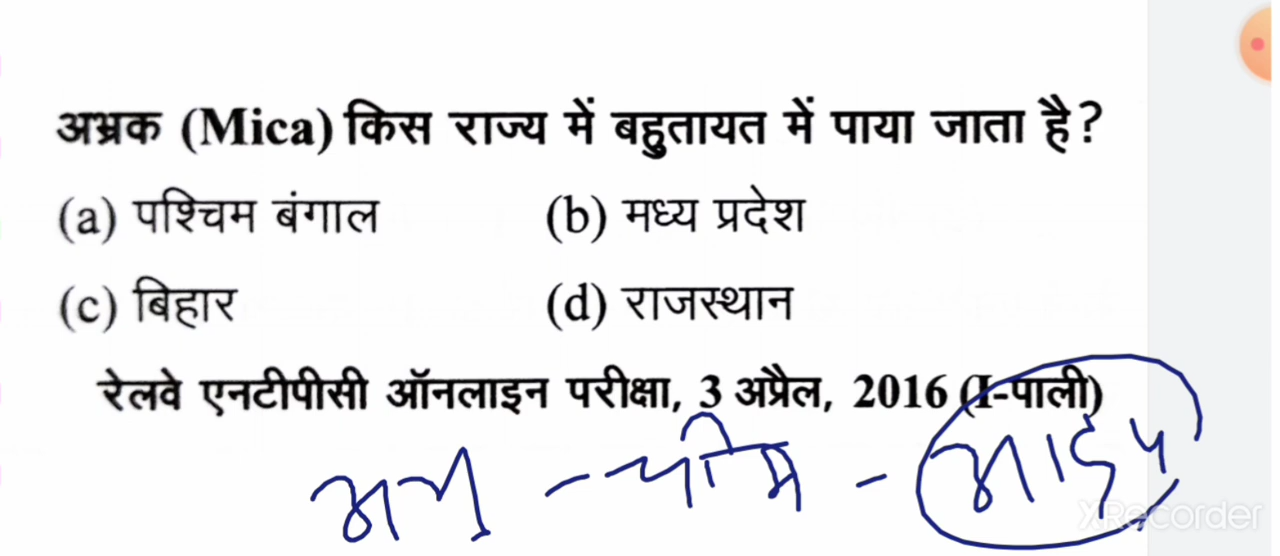 अभ्रक (Mica) किस राज्य में बहुतायत में पाया जाता है?
(a) पश्चिम बंगाल (b) मध्य प्रदेश
(c) बिहार (d) राजस्थान
रेलवे एनटीपीसी ऑनलाइन परीक्षा, 3 अप्रैल, 2016 (I-पाली)
XRecorder